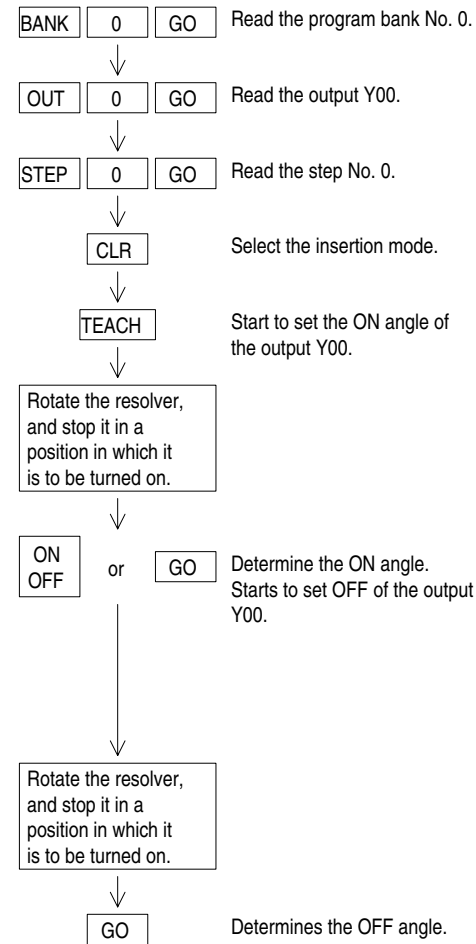 BANK 0 GO Read the program bank No. 0.
OUT 0 GO Read the output Y00.
STEP 0 GO Read the step No. 0.
CLR Select the insertion mode.
TEACH Start to set the ON angle of
the output Y00.
Rotate the resolver,
and stop it in a
position in which it
is to be turned on.
ON
OFF or GO Determine the ON angle.
Starts to set OFF of the output
Y00.
Rotate the resolver,
and stop it in a
position in which it
is to be turned on.
GO Determines the OFF angle.